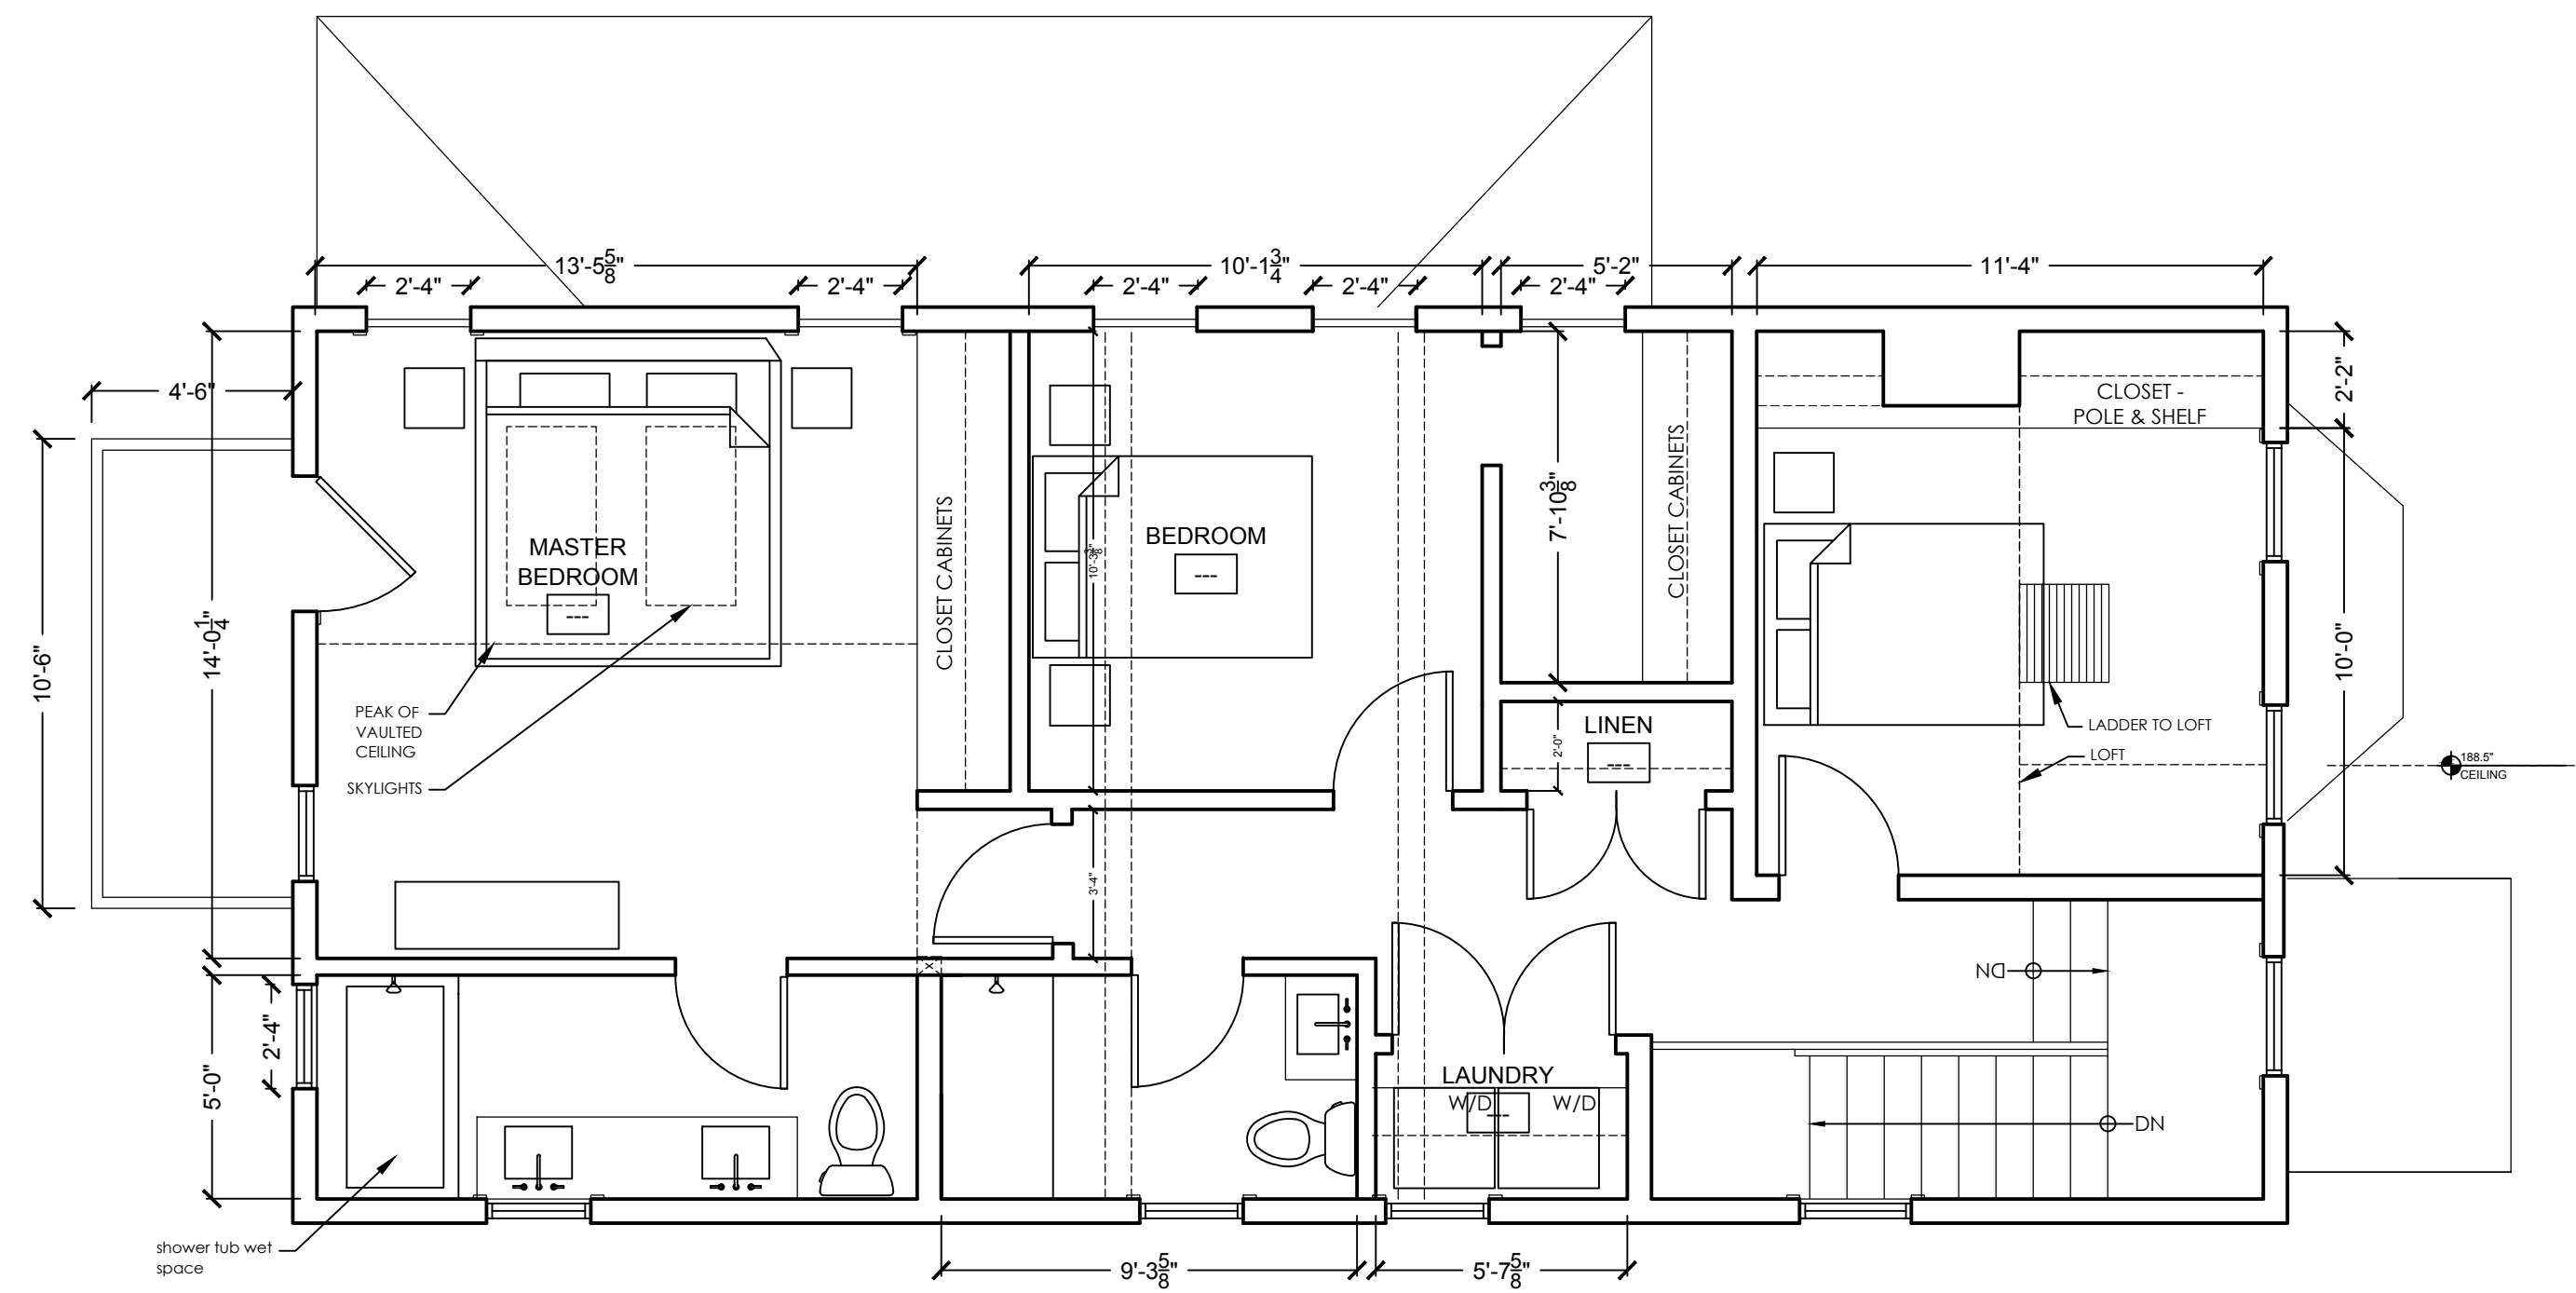 13'-5 5/8"
10'-1 3/4"
5'-2"
11'-4"
2'-4"
2'-4"
2'-4"
2'-4"
2'-4"
4'-6"
2'-2"
CLOSET -
POLE & SHELF
CLOSET CABINETS
CLOSET CABINETS
7'-10 3/8"
10'-3 3/8"
MASTER
BEDROOM
---
BEDROOM
---
10'-6"
14'-0 1/4"
10'-0"
PEAK OF
VAULTED
CEILING
SKYLIGHTS
LINEN
---
2'-0"
LADDER TO LOFT
LOFT
188.5"
CEILING
3'-4"
X
DN
2'-4"
5'-0"
LAUNDRY
W/D
---
W/D
DN
shower tub wet
space
9'-3 5/8"
5'-7 5/8"